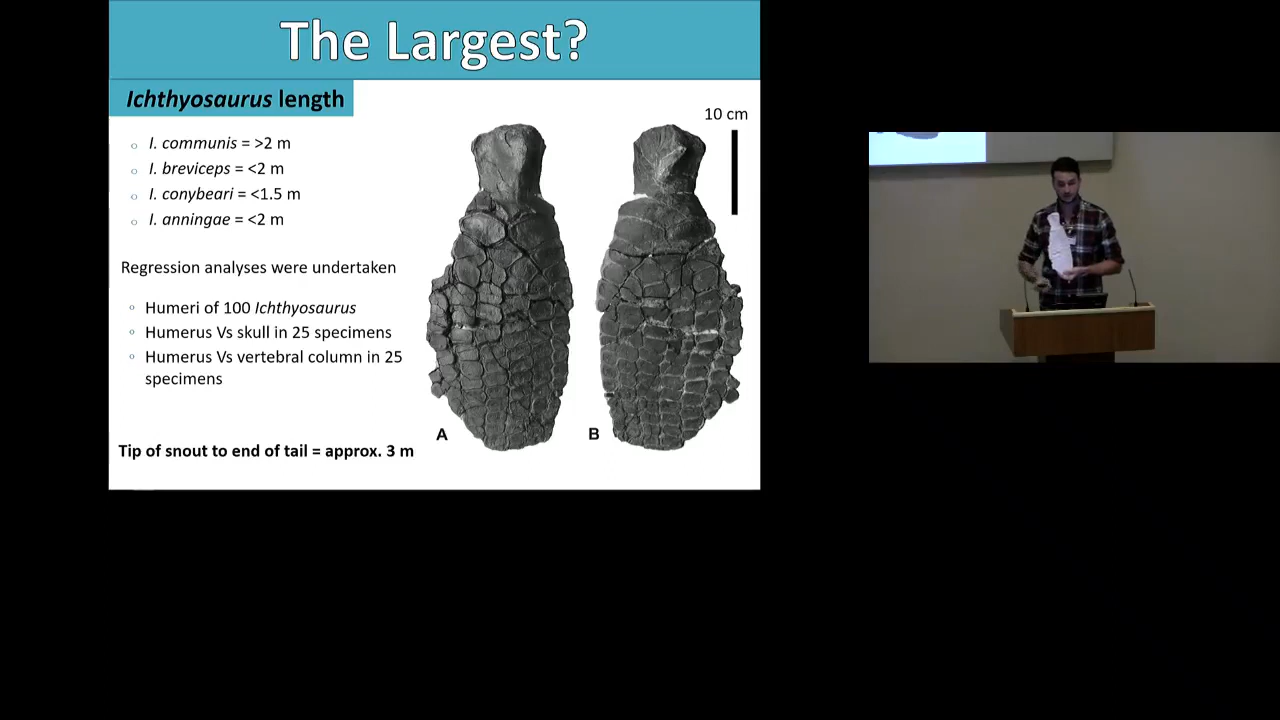 The Largest?
Ichthyosaurus length
10 cm
I. communis = >2 m
I. breviceps = <2 m
I. conybeari = <1.5 m
I. anningae = <2 m
Regression analyses were undertaken
Humeri of 100 Ichthyosaurus
Humerus Vs skull in 25 specimens
Humerus Vs vertebral column in 25
specimens
A
B
Tip of snout to end of tail = approx. 3 m